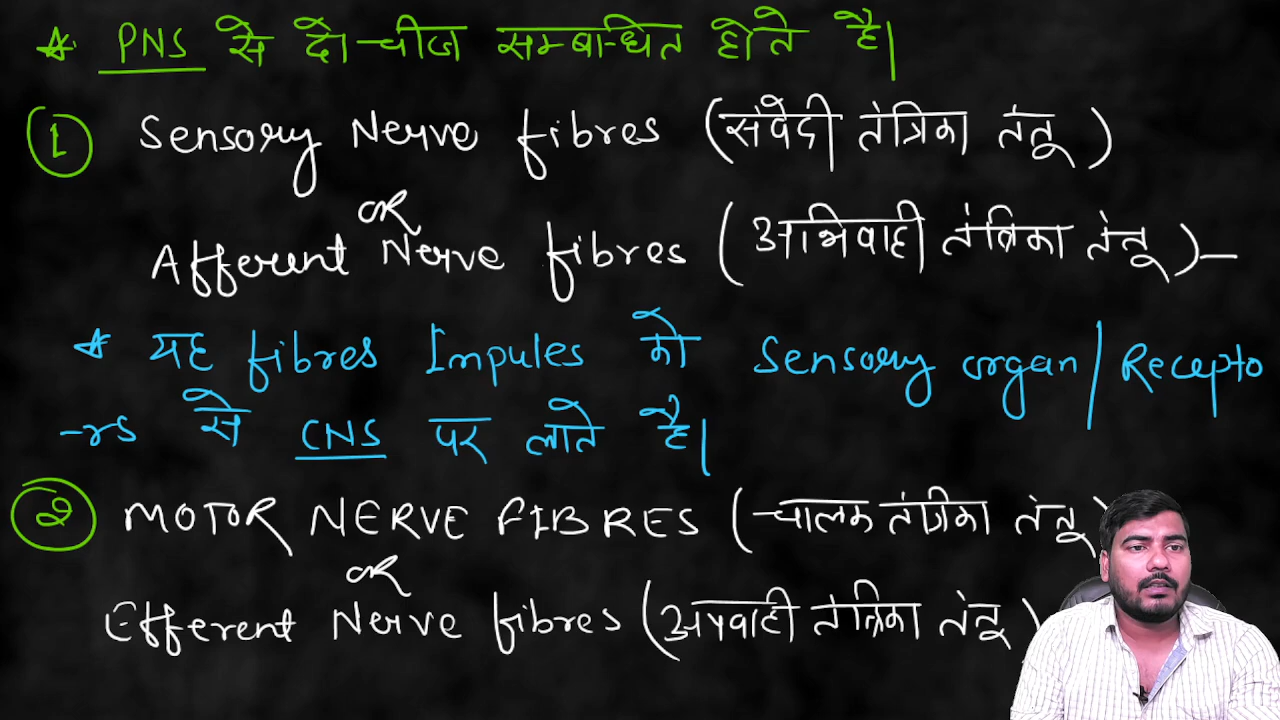 * PNS से दो चीज सम्बन्धित होते है।
① Sensory Nerve fibres (संवेदी तंत्रिका तंतू)
OR
Afferent Nerve fibres (अभिवाही तंत्रिका तंतू)—
* यह fibres Impules को Sensory organ/Recepto
-rs से CNS पर लाते है।
② MOTOR NERVE FIBRES (चालक तंत्रिका तंतू)
OR
Efferent Nerve fibres (अपवाही तंत्रिका तंतू)